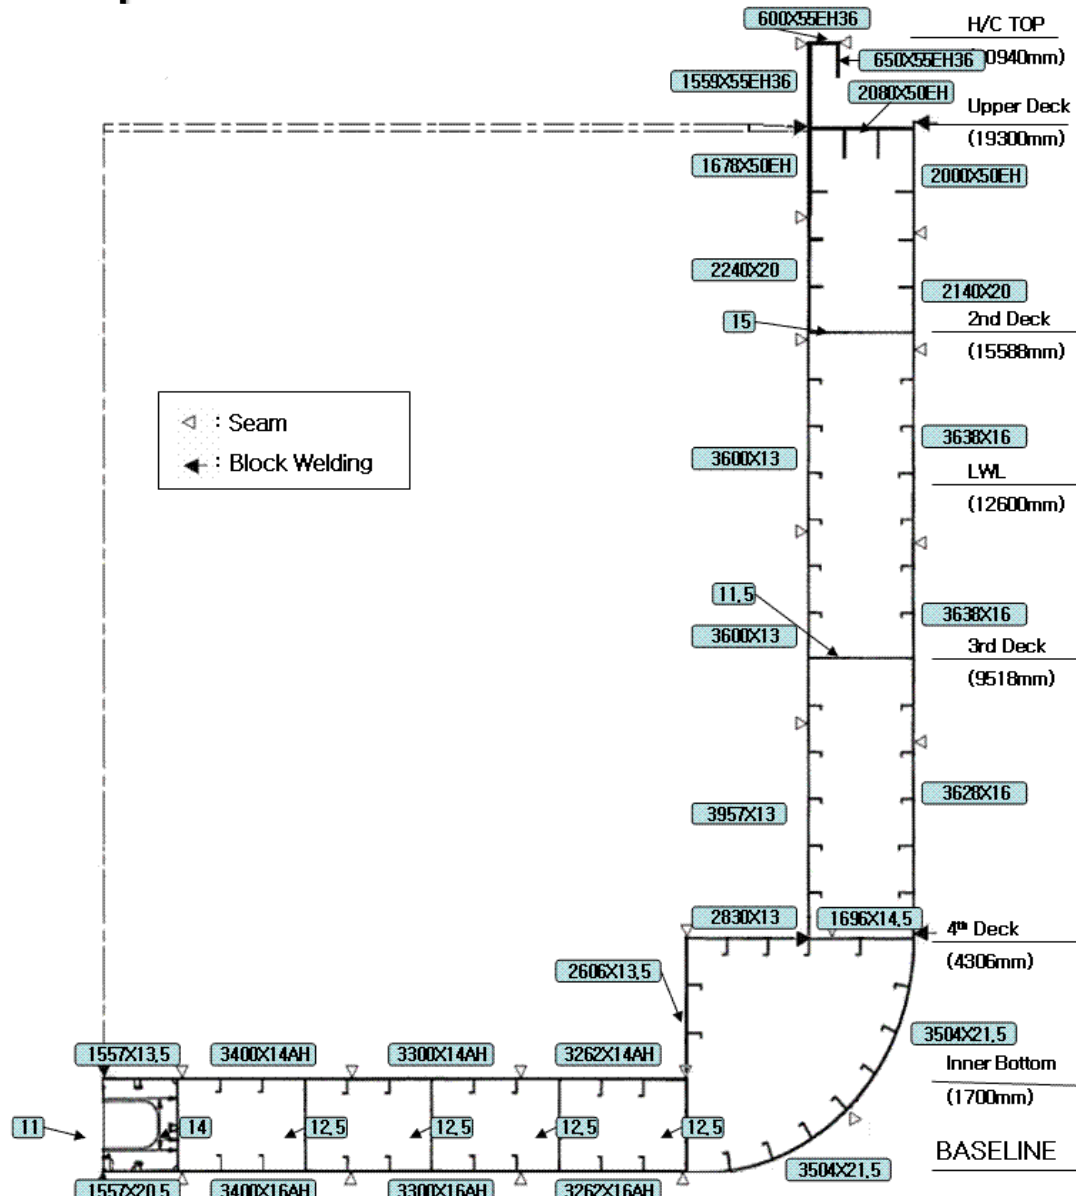 600X55EH36
H/C TOP
650X55EH36
0940mm)
1559X55EH36
2080X50EH
Upper Deck
(19300mm)
1678X50EH
2000X50EH
2240X20
2140X20
15
2nd Deck
(15588mm)
◁ : Seam
◀ : Block Welding
3600X13
3638X16
LWL
(12600mm)
11,5
3600X13
3638X16
3rd Deck
(9518mm)
3957X13
3628X16
2830X13
1696X14,5
4th Deck
(4306mm)
2606X13,5
3504X21,5
1557X13,5
3400X14AH
3300X14AH
3262X14AH
Inner Bottom
(1700mm)
11
14
12,5
12,5
12,5
12,5
BASELINE
3504X21,5
1557X20,5
3400X16AH
3300X16AH
3262X16AH